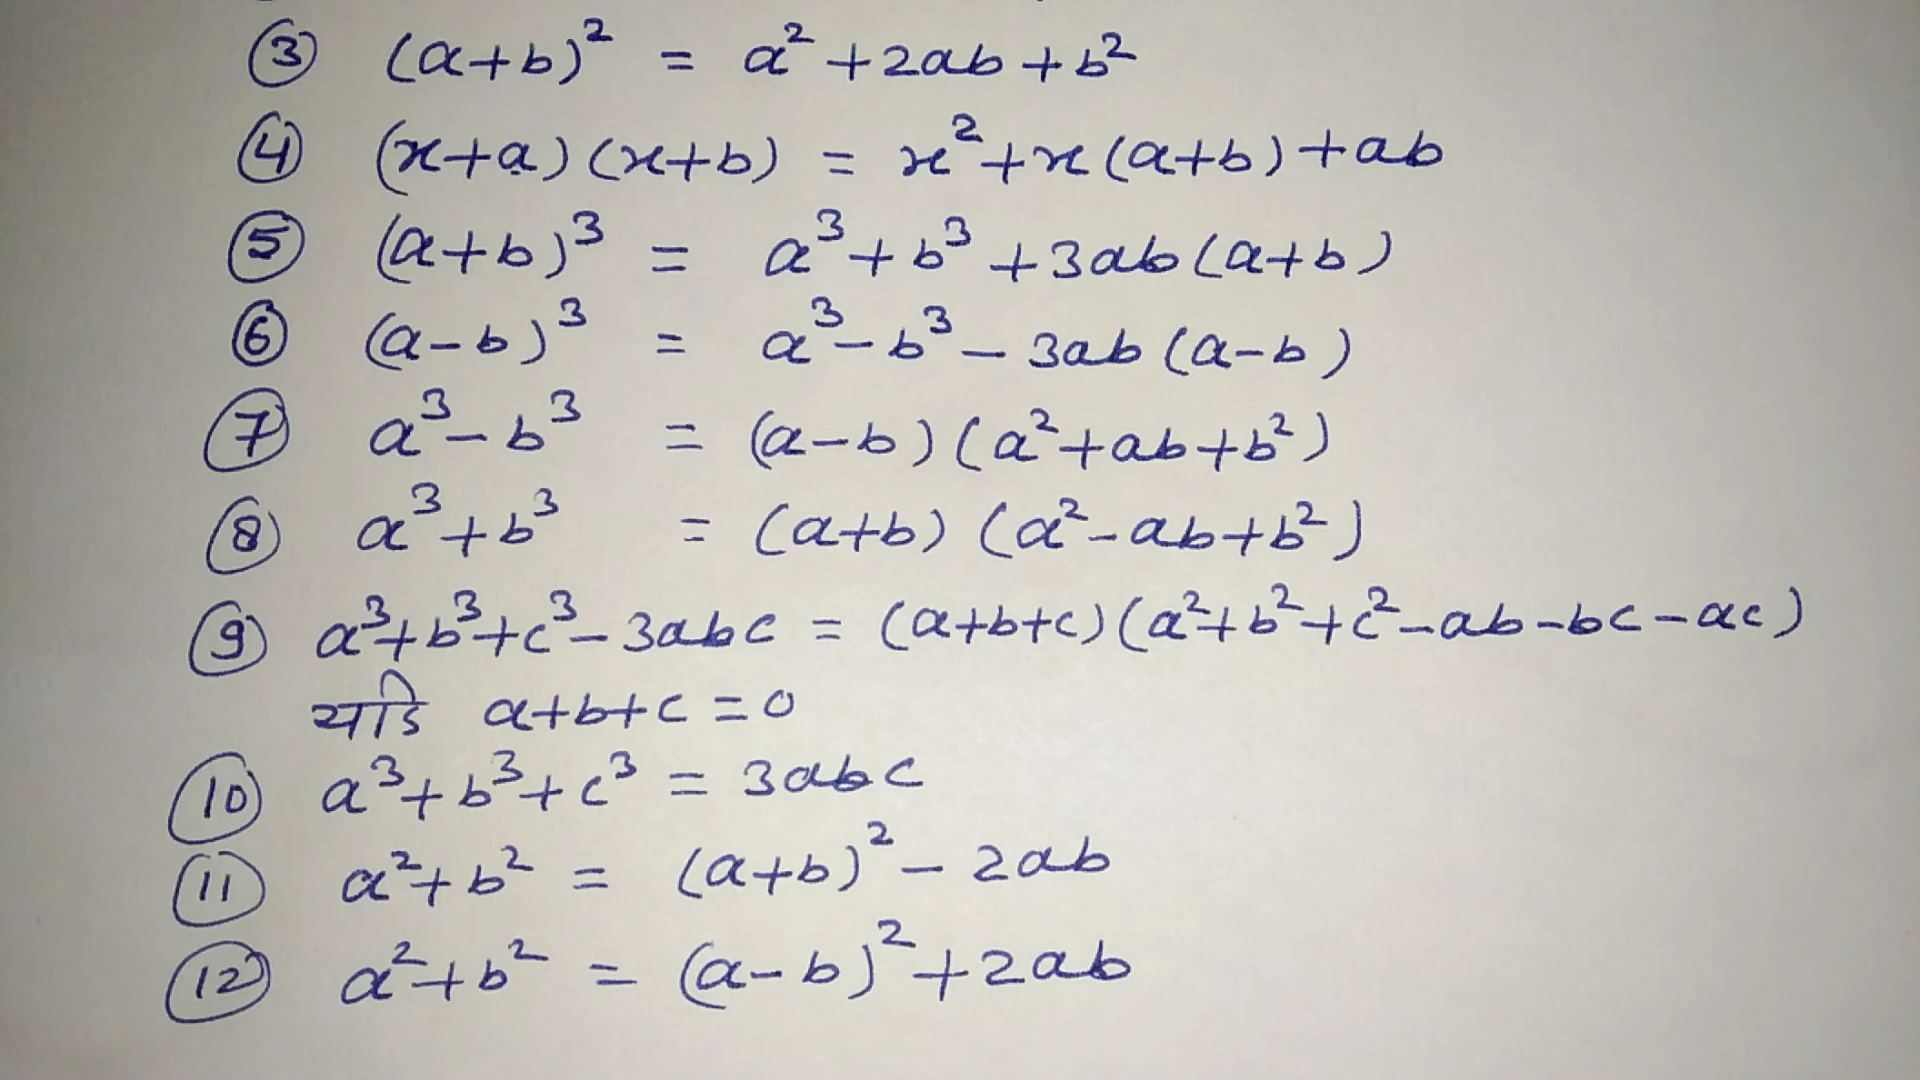 ③ (a+b)² = a²+2ab+b²
④ (x+a)(x+b) = x²+x(a+b)+ab
⑤ (a+b)³ = a³+b³+3ab(a+b)
⑥ (a-b)³ = a³-b³-3ab(a-b)
⑦ a³-b³ = (a-b)(a²+ab+b²)
⑧ a³+b³ = (a+b)(a²-ab+b²)
⑨ a³+b³+c³-3abc = (a+b+c)(a²+b²+c²-ab-bc-ac)
यदि a+b+c=0
⑩ a³+b³+c³ = 3abc
⑪ a²+b² = (a+b)²-2ab
⑫ a²+b² = (a-b)²+2ab